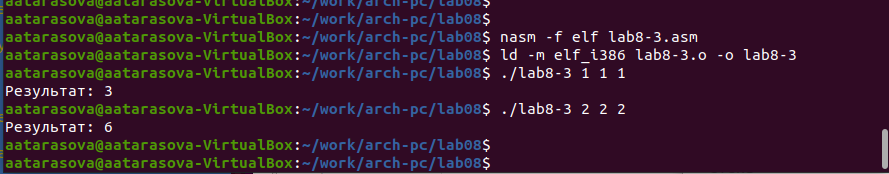 aatarasova@aatarasova-VirtualBox:~/work/arch-pc/lab08$
aatarasova@aatarasova-VirtualBox:~/work/arch-pc/lab08$
aatarasova@aatarasova-VirtualBox:~/work/arch-pc/lab08$ nasm -f elf lab8-3.asm
aatarasova@aatarasova-VirtualBox:~/work/arch-pc/lab08$ ld -m elf_i386 lab8-3.o -o lab8-3
aatarasova@aatarasova-VirtualBox:~/work/arch-pc/lab08$ ./lab8-3 1 1 1
Результат: 3
aatarasova@aatarasova-VirtualBox:~/work/arch-pc/lab08$ ./lab8-3 2 2 2
Результат: 6
aatarasova@aatarasova-VirtualBox:~/work/arch-pc/lab08$
aatarasova@aatarasova-VirtualBox:~/work/arch-pc/lab08$